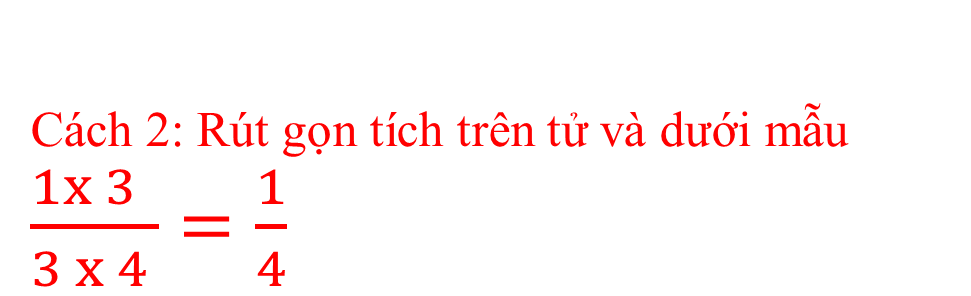 Cách 2: Rút gọn tích trên tử và dưới mẫu
1x 3 / 3 x 4 = 1 / 4